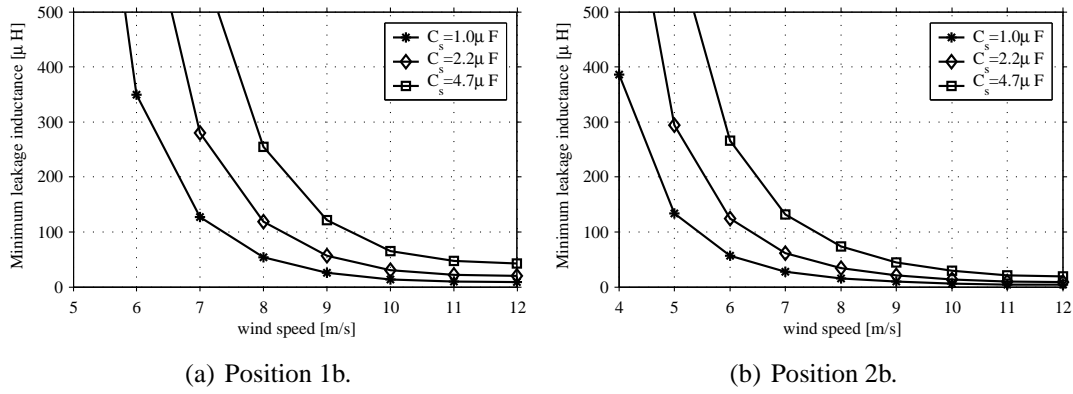 500
400
300
200
100
0
5 6 7 8 9 10 11 12
wind speed [m/s]
Minimum leakage inductance [μ H]
C_s=1.0μ F
C_s=2.2μ F
C_s=4.7μ F
(a) Position 1b.
500
400
300
200
100
0
4 5 6 7 8 9 10 11 12
wind speed [m/s]
Minimum leakage inductance [μ H]
C_s=1.0μ F
C_s=2.2μ F
C_s=4.7μ F
(b) Position 2b.